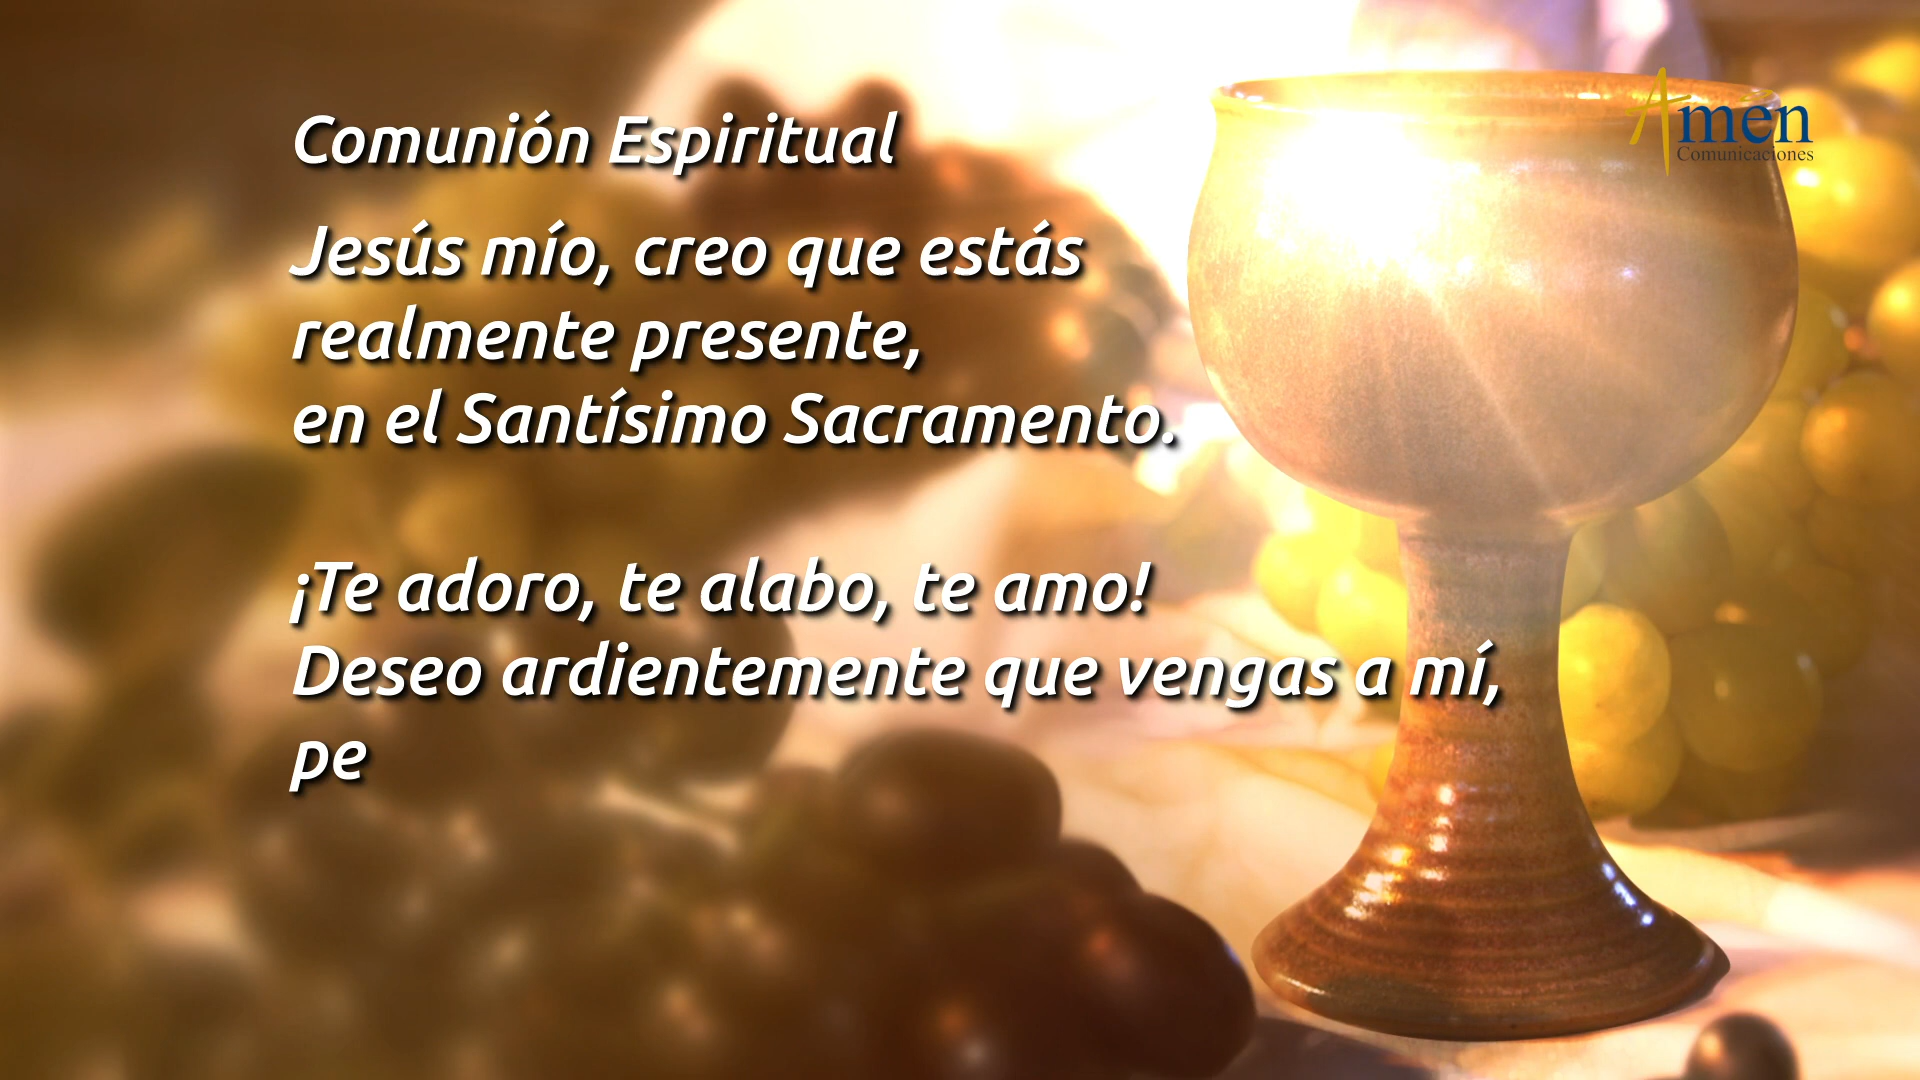 Comunión Espiritual
Jesús mío, creo que estás
realmente presente,
en el Santísimo Sacramento.
¡Te adoro, te alabo, te amo!
Deseo ardientemente que vengas a mí,
pe
Amén
Comunicaciones